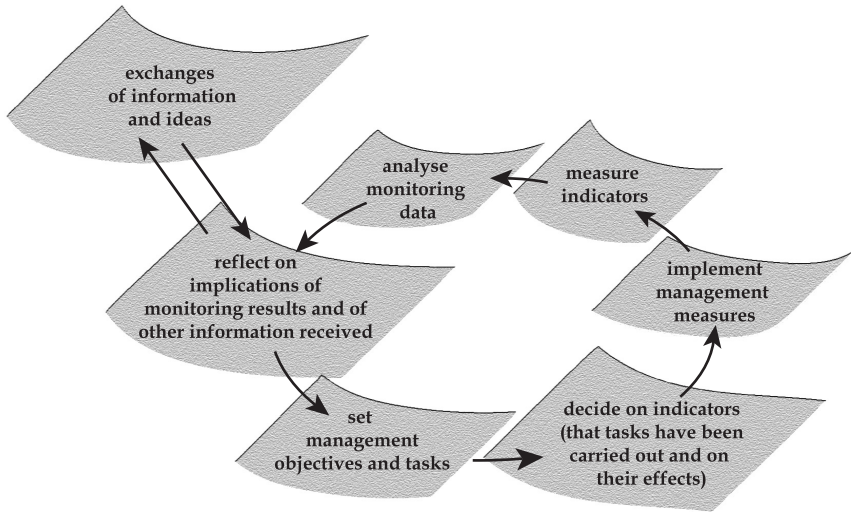 exchanges
of information
and ideas
analyse
monitoring
data
measure
indicators
reflect on
implications of
monitoring results and of
other information received
implement
management
measures
set
management
objectives and tasks
decide on indicators
(that tasks have been
carried out and on
their effects)